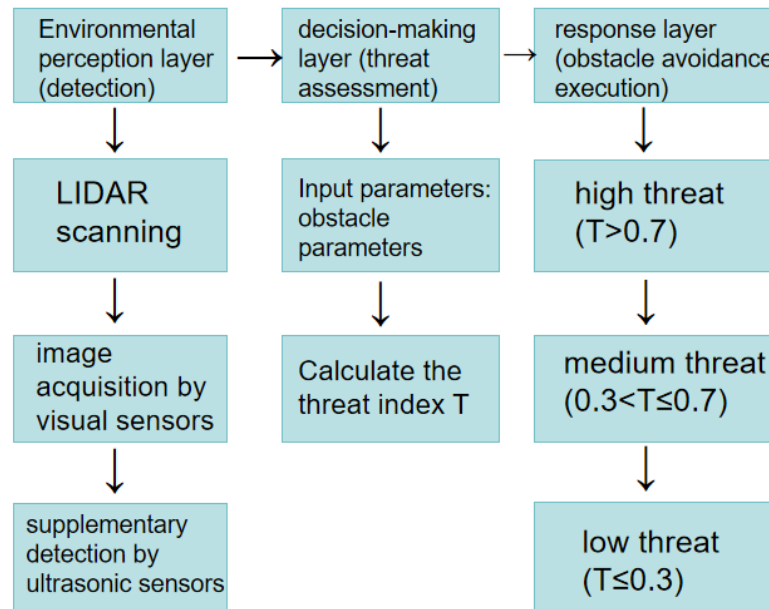 Environmental
perception layer
(detection)
decision-making
layer (threat
assessment)
response layer
(obstacle avoidance
execution)
LIDAR
scanning
Input parameters:
obstacle
parameters
high threat
(T>0.7)
image
acquisition by
visual sensors
Calculate the
threat index T
medium threat
(0.3<T≤0.7)
supplementary
detection by
ultrasonic sensors
low threat
(T≤0.3)